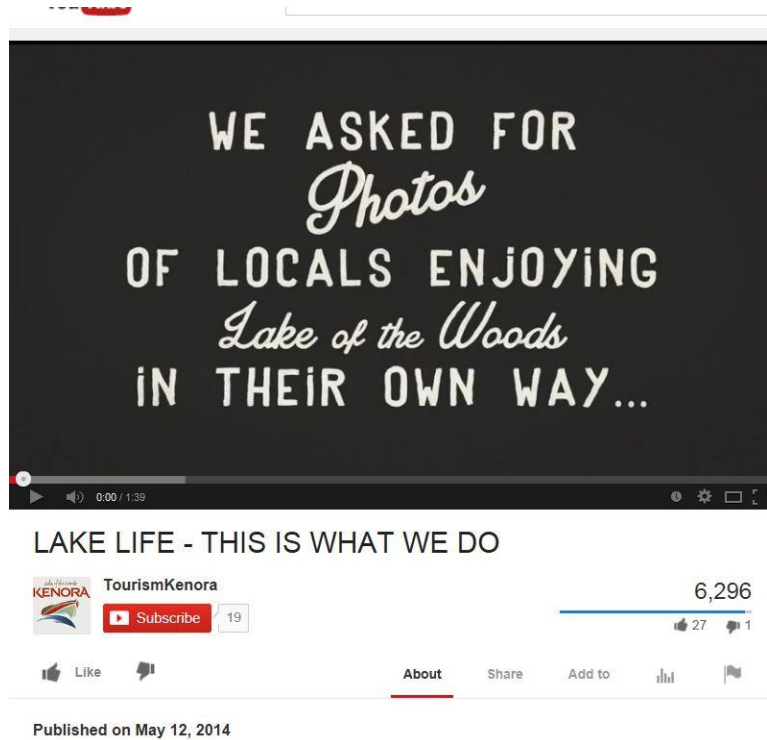 WE ASKED FOR
Photos
OF LOCALS ENJOYING
Lake of the Woods
IN THEIR OWN WAY...
0:00 / 1:39
LAKE LIFE - THIS IS WHAT WE DO
KENORA
TourismKenora
Subscribe 19
6,296
27 1
Like About Share Add to
Published on May 12, 2014